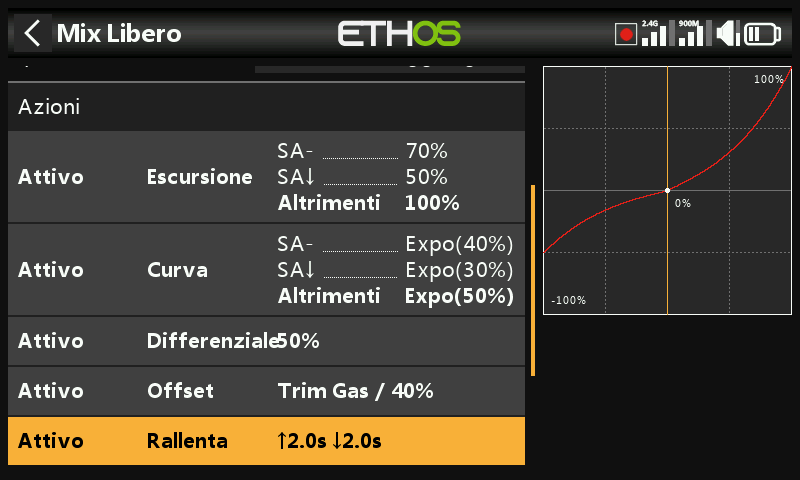 Mix Libero
ETHOS
2.4G
900M
Azioni
Attivo Escursione
SA- 70%
SA↓ 50%
Altrimenti 100%
Attivo Curva
SA- Expo(40%)
SA↓ Expo(30%)
Altrimenti Expo(50%)
Attivo Differenziale 50%
Attivo Offset Trim Gas / 40%
Attivo Rallenta ↑2.0s ↓2.0s
100%
0%
-100%